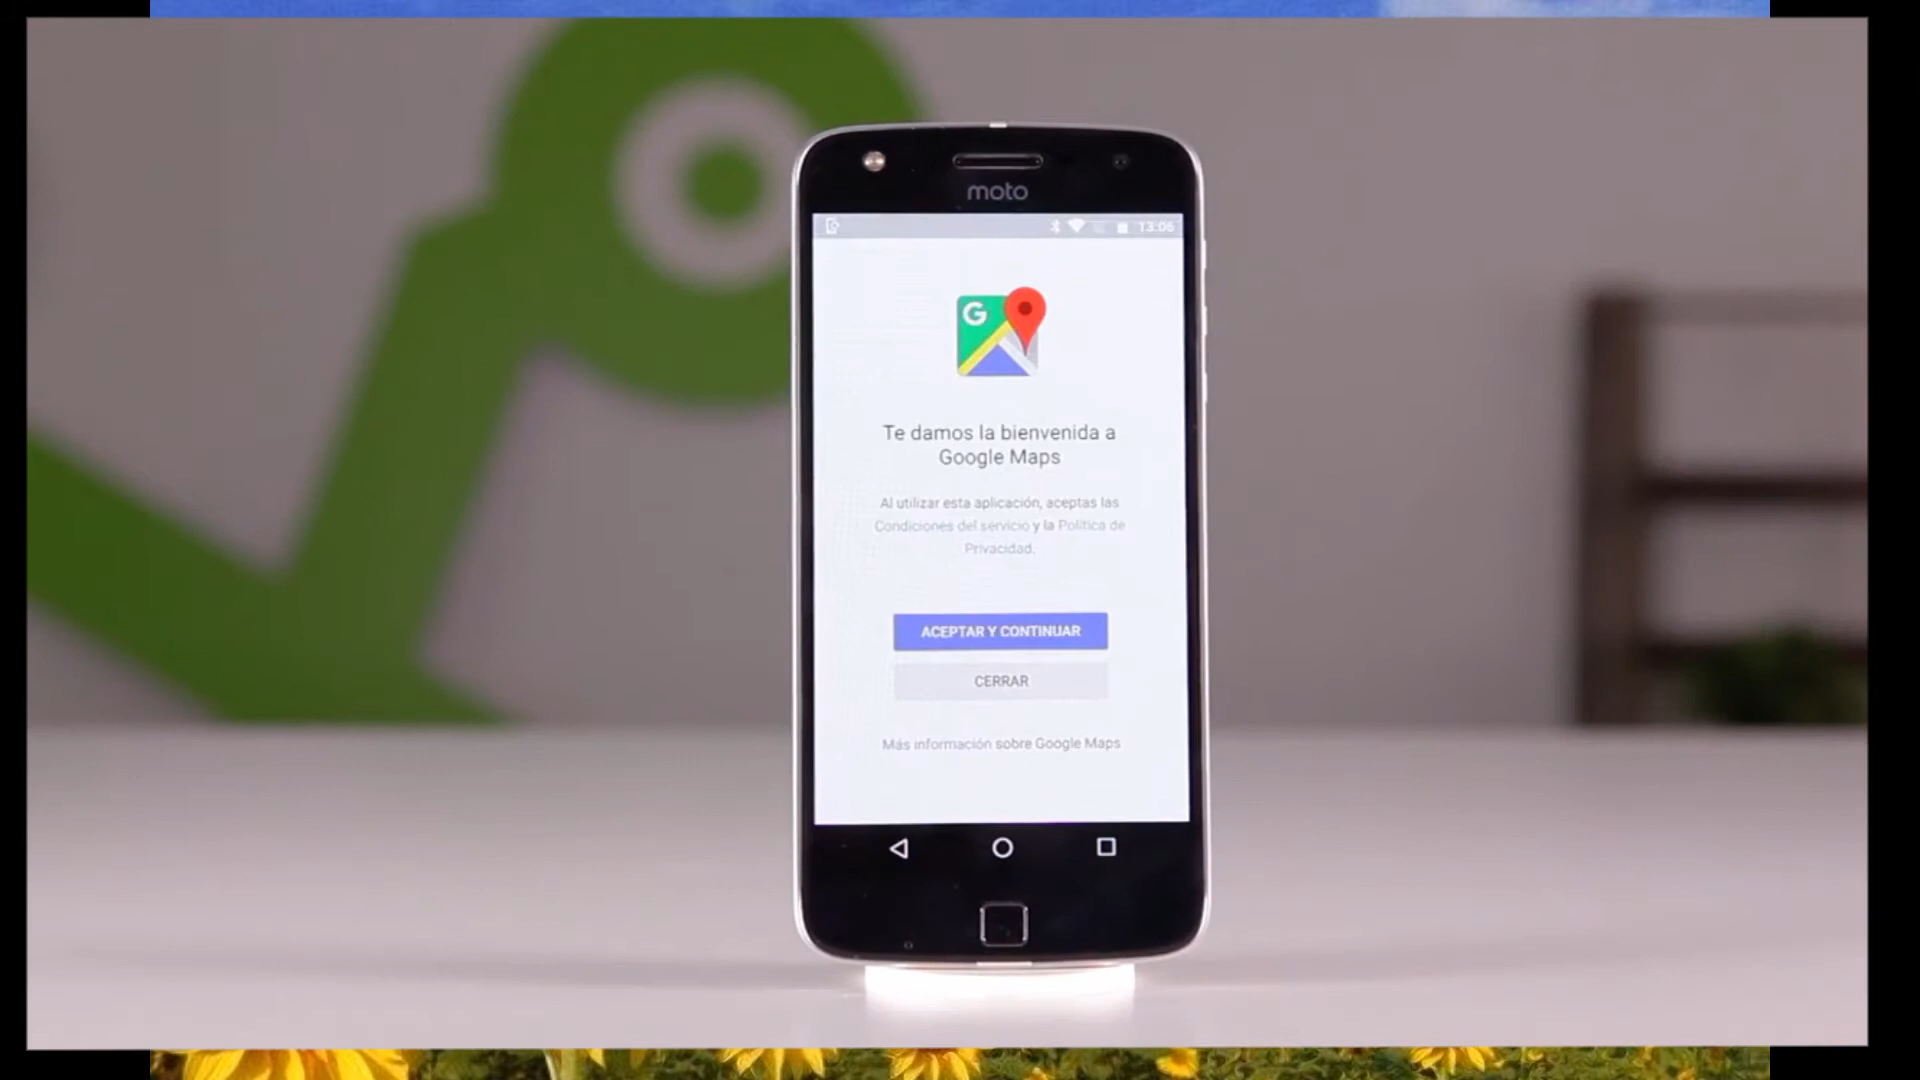 moto
13:06
G
Te damos la bienvenida a
Google Maps
Al utilizar esta aplicación, aceptas las
Condiciones del servicio y la Política de
Privacidad.
ACEPTAR Y CONTINUAR
CERRAR
Más información sobre Google Maps